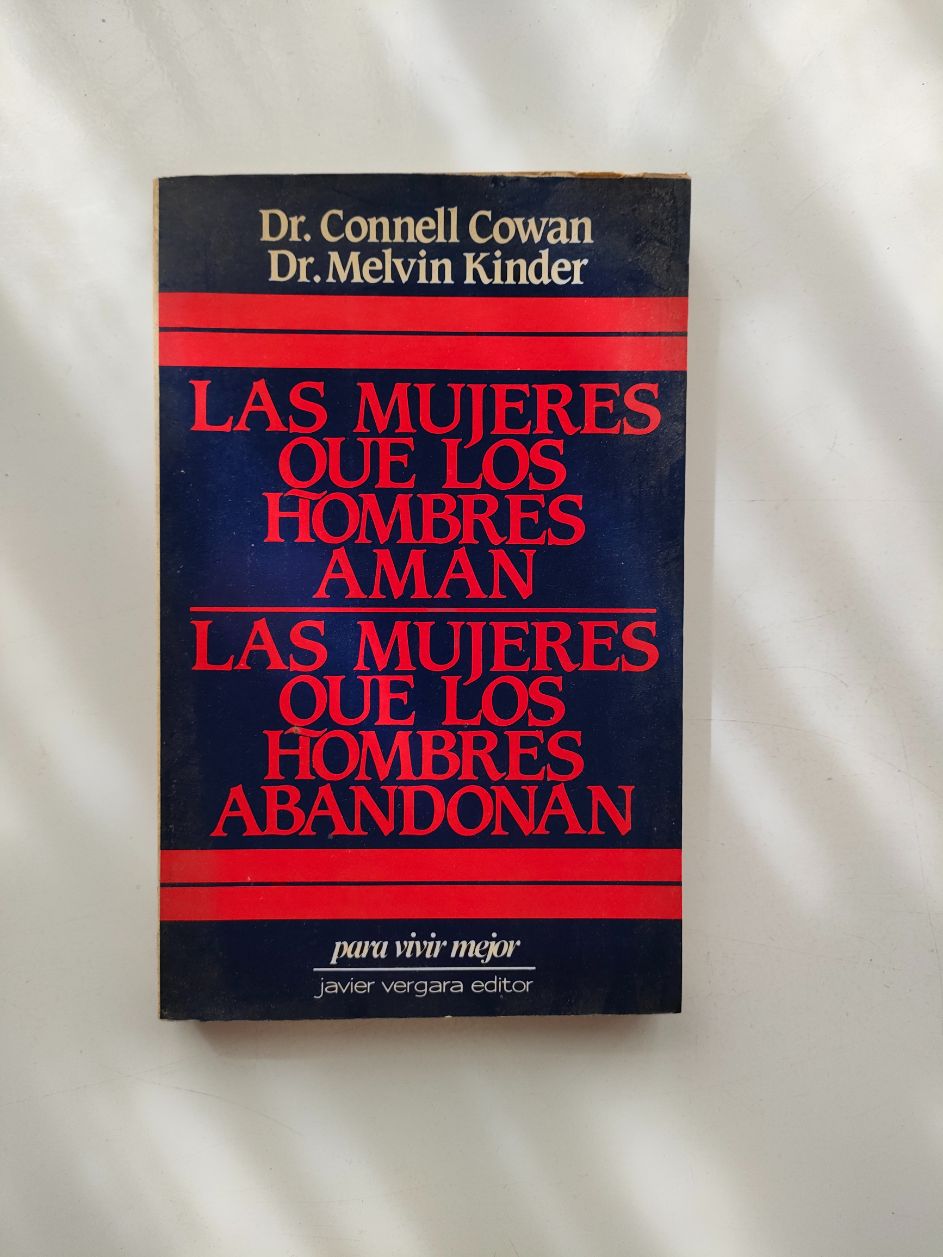 Dr. Connell Cowan
Dr. Melvin Kinder
LAS MUJERES
QUE LOS
HOMBRES
AMAN
LAS MUJERES
QUE LOS
HOMBRES
ABANDONAN
para vivir mejor
javier vergara editor